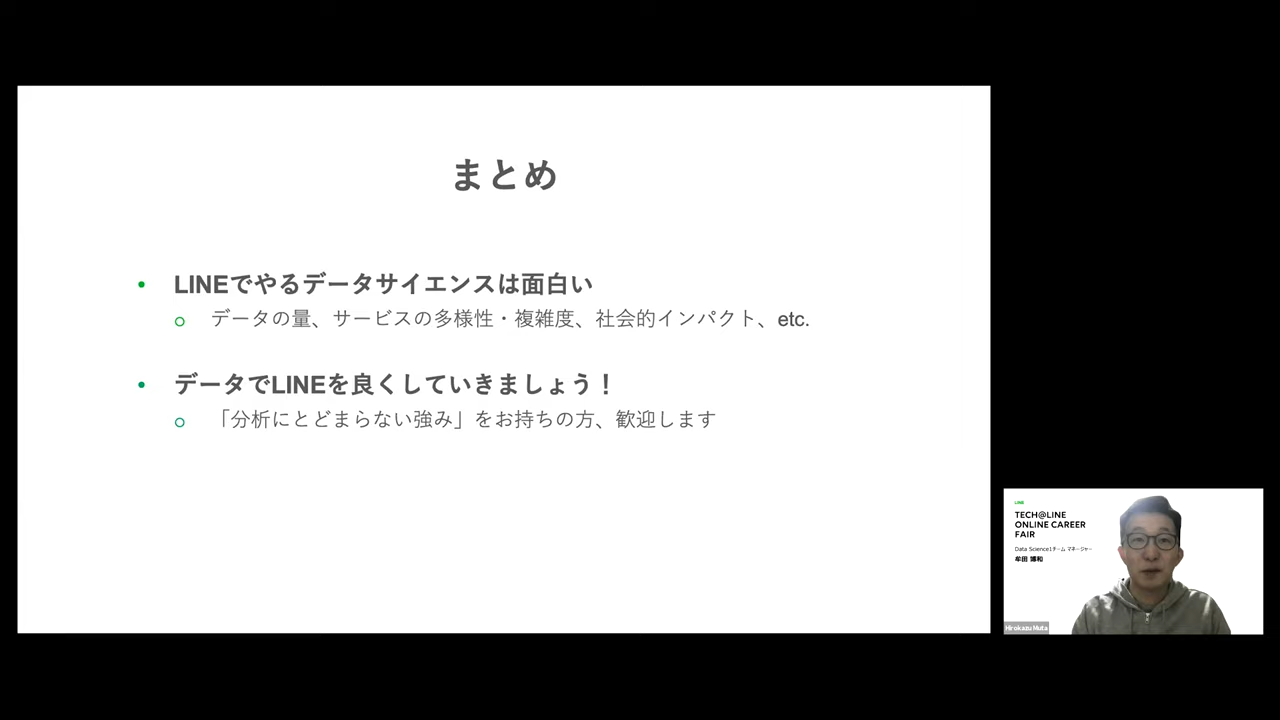 まとめ
• LINEでやるデータサイエンスは面白い
○ データの量、サービスの多様性・複雑度、社会的インパクト、etc.
• データでLINEを良くしていきましょう！
○ 「分析にとどまらない強み」をお持ちの方、歓迎します
LINE
TECH@LINE
ONLINE CAREER
FAIR
Data Science1チーム マネージャー
牟田 博和
Hirokazu Muta